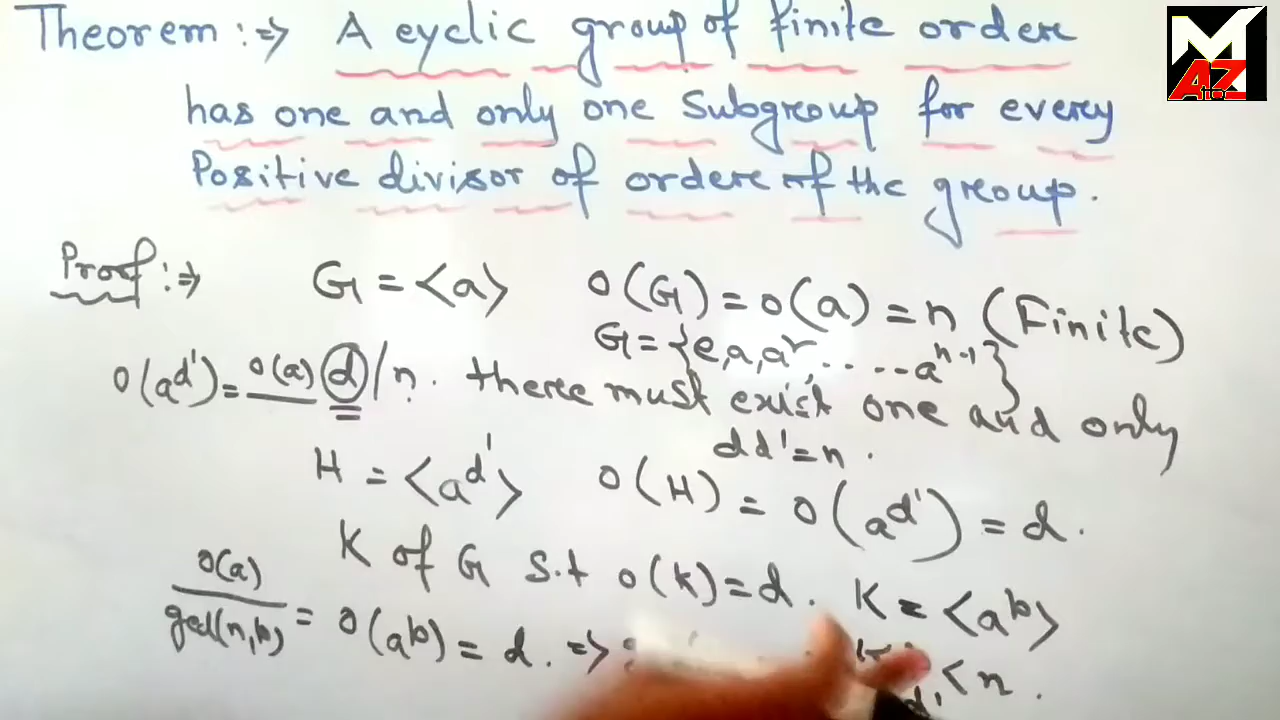 Theorem :⇒ A cyclic group of finite order
has one and only one Subgroup for every
Positive divisor of order of the group.
M
A to Z
Proof :⇒ G = <a> O(G) = O(a) = n (Finite)
G = {e, a, a², .....a^{n-1}}
O(a^{d'}) = O(a) d/n. there must exist one and only
dd' = n.
H = <a^{d'}> O(H) = O(a^{d'}) = d.
K of G s.t O(K) = d. K = <a^b>
O(a)/gcd(n,b) = O(a^b) = d. ⇒
< n.